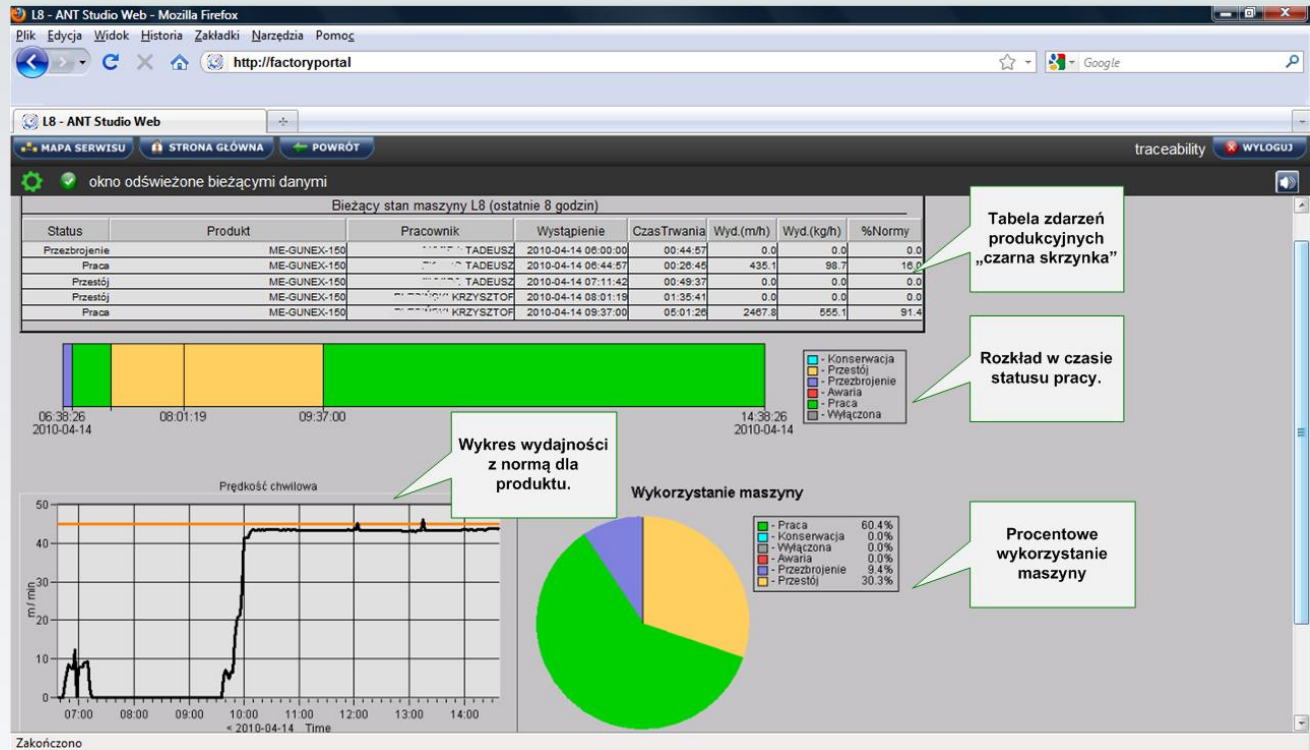 L8 - ANT Studio Web - Mozilla Firefox
Plik Edycja Widok Historia Zakładki Narzędzia Pomoc
http://factoryportal
Google
L8 - ANT Studio Web
MAPA SERWISU STRONA GŁÓWNA POWRÓT traceability WYLOGUJ
okno odświeżone bieżącymi danymi
Bieżący stan maszyny L8 (ostatnie 8 godzin)
Status Produkt Pracownik Wystąpienie CzasTrwania Wyd.(m/h) Wyd.(kg/h) %Normy
Przezbrojenie ME-GUNEX-150 TADEUSZ 2010-04-14 06:00:00 00:44:57 0.0 0.0 0.0
Praca ME-GUNEX-150 TADEUSZ 2010-04-14 06:44:57 00:26:45 435.1 98.7 16.0
Przestój ME-GUNEX-150 TADEUSZ 2010-04-14 07:11:42 00:49:37 0.0 0.0 0.0
Przestój ME-GUNEX-150 KRZYSZTOF 2010-04-14 08:01:19 01:35:41 0.0 0.0 0.0
Praca ME-GUNEX-150 KRZYSZTOF 2010-04-14 09:37:00 05:01:26 2467.8 555.1 91.4
Tabela zdarzeń
produkcyjnych
„czarna skrzynka”
06:38:26 08:01:19 09:37:00 14:38:26
2010-04-14 2010-04-14
- Konserwacja
- Przestój
- Przezbrojenie
- Awaria
- Praca
- Wyłączona
Rozkład w czasie
statusu pracy.
Wykres wydajności
z normą dla
produktu.
Prędkość chwilowa
50
40
30
20
10
0
m / min
07:00 08:00 09:00 10:00 11:00 12:00 13:00 14:00
< 2010-04-14 Time
Wykorzystanie maszyny
- Praca 60.4%
- Konserwacja 0.0%
- Wyłączona 0.0%
- Awaria 0.0%
- Przezbrojenie 9.4%
- Przestój 30.3%
Procentowe
wykorzystanie
maszyny
Zakończono